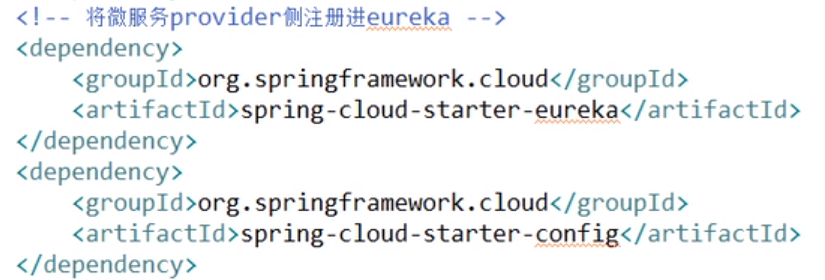 <!-- 将微服务provider侧注册进eureka -->
<dependency>
    <groupId>org.springframework.cloud</groupId>
    <artifactId>spring-cloud-starter-eureka</artifactId>
</dependency>
<dependency>
    <groupId>org.springframework.cloud</groupId>
    <artifactId>spring-cloud-starter-config</artifactId>
</dependency>